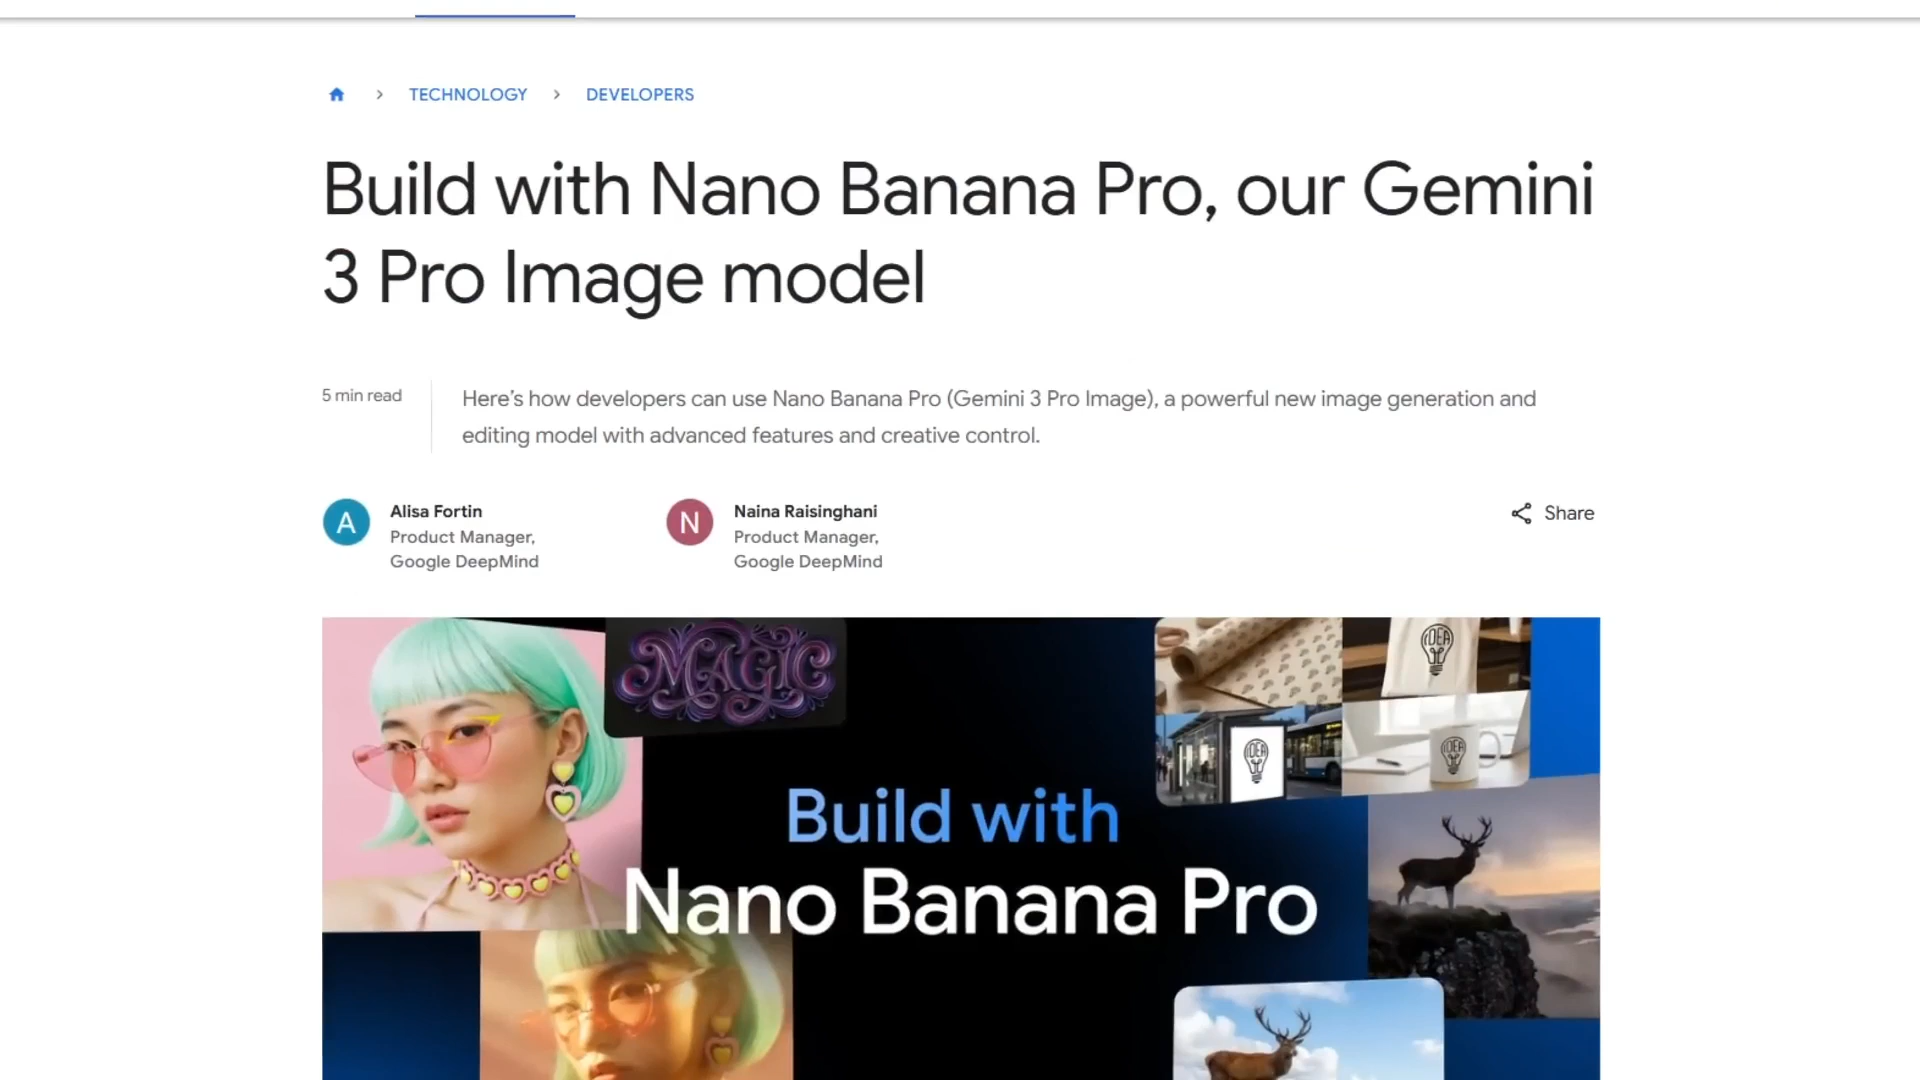 TECHNOLOGY > DEVELOPERS
Build with Nano Banana Pro, our Gemini
3 Pro Image model
5 min read
Here’s how developers can use Nano Banana Pro (Gemini 3 Pro Image), a powerful new image generation and
editing model with advanced features and creative control.
A
Alisa Fortin
Product Manager,
Google DeepMind
N
Naina Raisinghani
Product Manager,
Google DeepMind
Share
MAGIC
IDEA
IDEA
IDEA
Build with
Nano Banana Pro